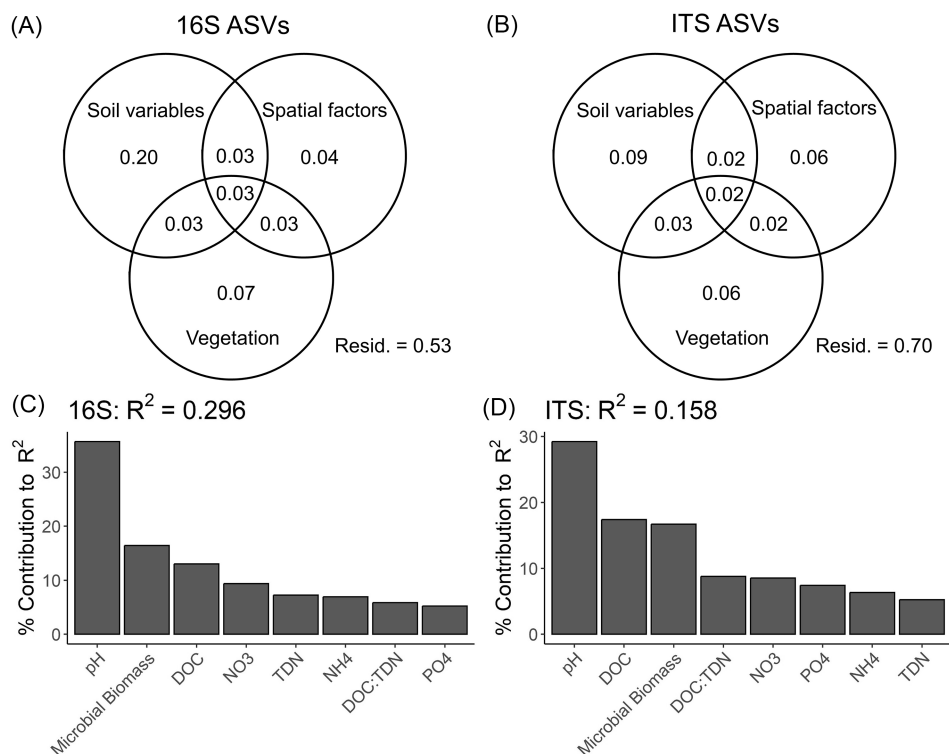 (A) 16S ASVs
Soil variables Spatial factors
0.20 0.03 0.04
0.03
0.03 0.03
0.07
Vegetation
Resid. = 0.53
(B) ITS ASVs
Soil variables Spatial factors
0.09 0.02 0.06
0.02
0.03 0.02
0.06
Vegetation
Resid. = 0.70
(C) 16S: R² = 0.296
% Contribution to R²
30
20
10
0
pH
Microbial Biomass
DOC
NO3
TDN
NH4
DOC:TDN
PO4
(D) ITS: R² = 0.158
% Contribution to R²
30
20
10
0
pH
DOC
Microbial Biomass
DOC:TDN
NO3
PO4
NH4
TDN